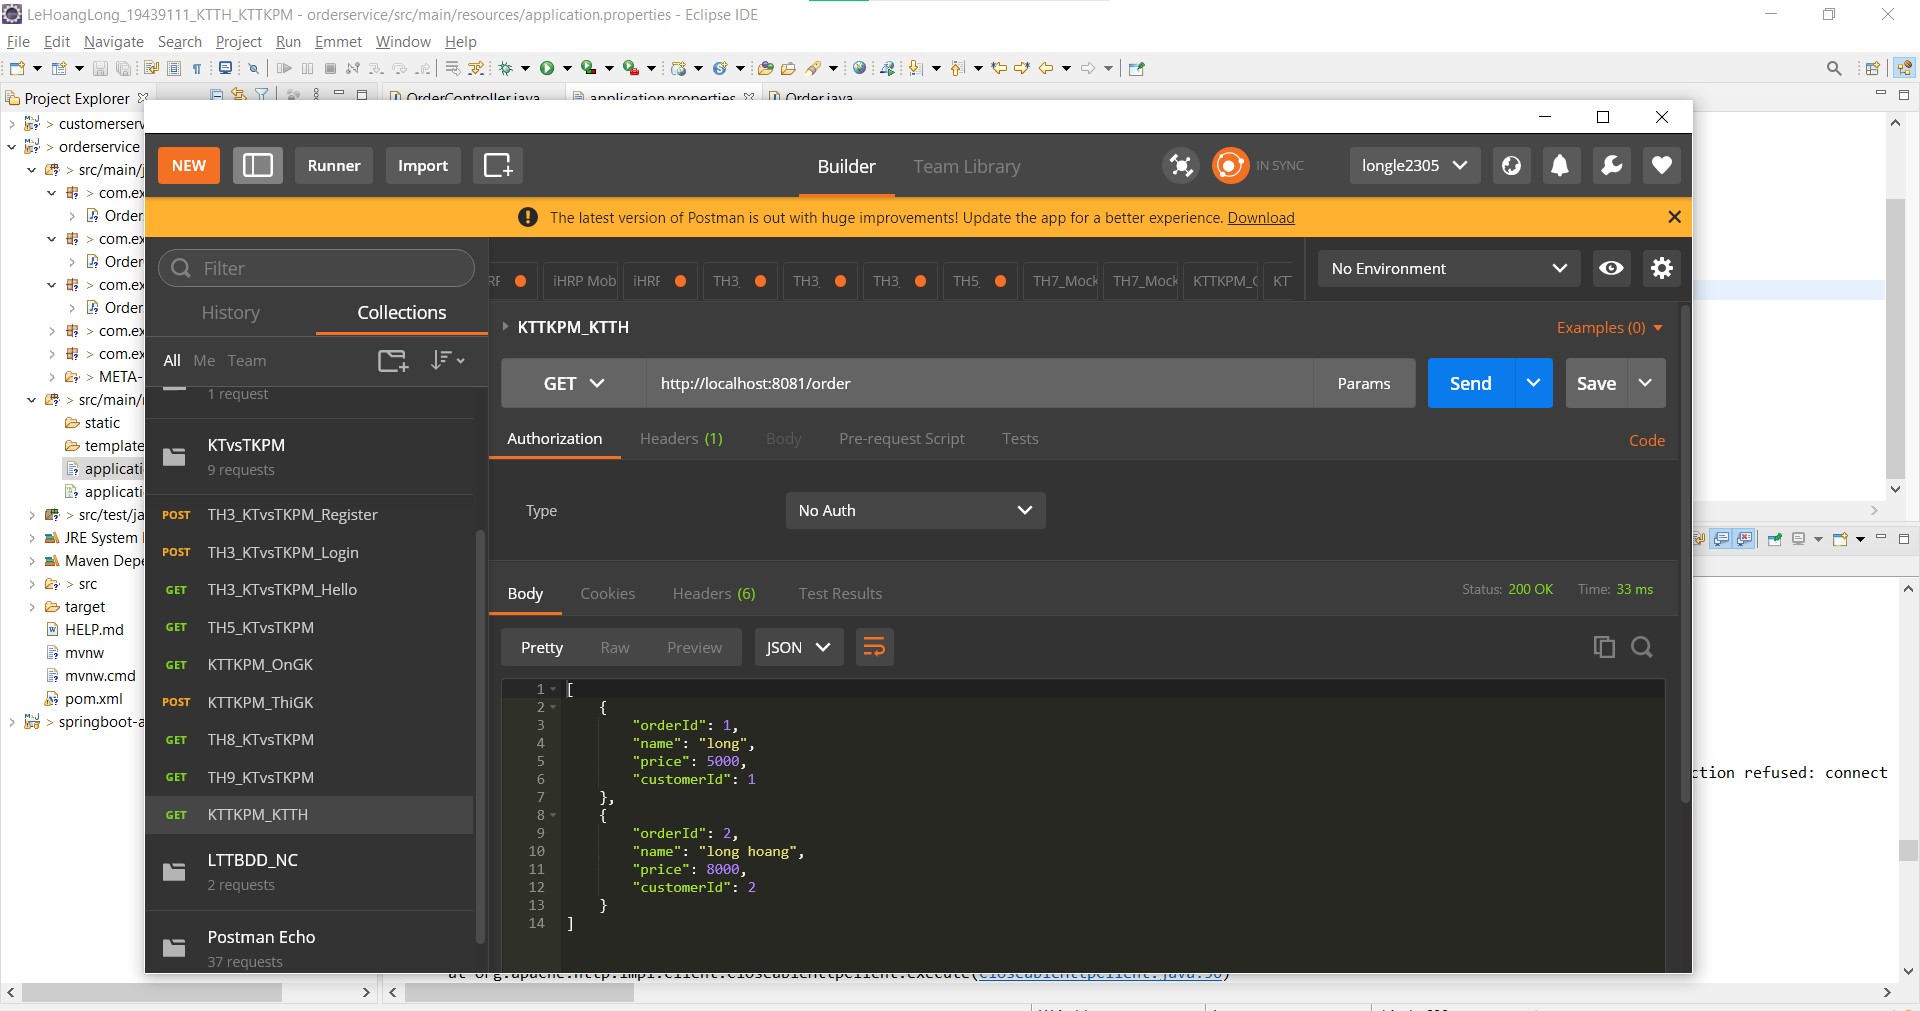 LeHoangLong_19439111_KTTH_KTTKPM - orderservice/src/main/resources/application.properties - Eclipse IDE
File Edit Navigate Search Project Run Emmet Window Help
Project Explorer
OrderController.java application.properties Order.java
> customerserv
> orderservice
> src/main/j
> com.ex
Order
> com.ex
Order
> com.ex
Order
> com.ex
> com.ex
> META-
> src/main/r
static
template
applicati
applicati
> src/test/ja
JRE System
Maven Depe
> src
target
HELP.md
mvnw
mvnw.cmd
pom.xml
> springboot-a
NEW Runner Import Builder Team Library IN SYNC longle2305
The latest version of Postman is out with huge improvements! Update the app for a better experience. Download
Filter
History Collections
All Me Team
1 request
KTvsTKPM
9 requests
POST TH3_KTvsTKPM_Register
POST TH3_KTvsTKPM_Login
GET TH3_KTvsTKPM_Hello
GET TH5_KTvsTKPM
GET KTTKPM_OnGK
POST KTTKPM_ThiGK
GET TH8_KTvsTKPM
GET TH9_KTvsTKPM
GET KTTKPM_KTTH
LTTBDD_NC
2 requests
Postman Echo
37 requests
iHRP Mob iHRF TH3_ TH3_ TH3_ TH5_ TH7_Mock TH7_Mock KTTKPM_ KT No Environment
KTTKPM_KTTH Examples (0)
GET http://localhost:8081/order Params Send Save
Authorization Headers (1) Body Pre-request Script Tests Code
Type No Auth
Body Cookies Headers (6) Test Results Status: 200 OK Time: 33 ms
Pretty Raw Preview JSON
1 [
2 {
3 "orderId": 1,
4 "name": "long",
5 "price": 5000,
6 "customerId": 1
7 },
8 {
9 "orderId": 2,
10 "name": "long hoang",
11 "price": 8000,
12 "customerId": 2
13 }
14 ]
ction refused: connect
at org.apache.http.impl.client.CloseableHttpClient.execute(CloseableHttpClient.java:56)